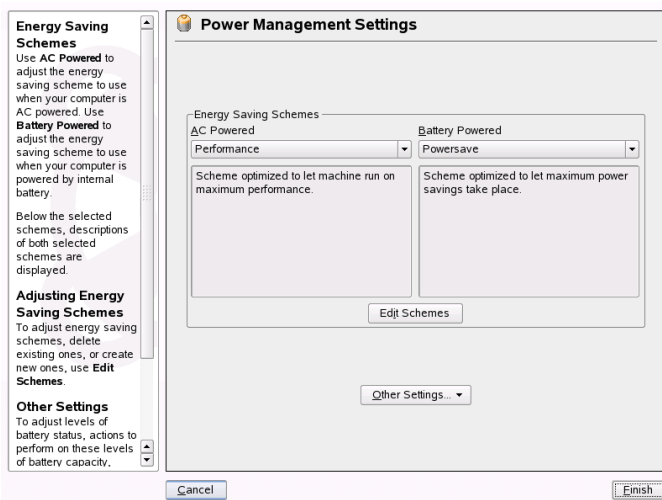 Energy Saving
Schemes
Use AC Powered to
adjust the energy
saving scheme to use
when your computer is
AC powered. Use
Battery Powered to
adjust the energy
saving scheme to use
when your computer is
powered by internal
battery.
Below the selected
schemes, descriptions
of both selected
schemes are
displayed.
Adjusting Energy
Saving Schemes
To adjust energy saving
schemes, delete
existing ones, or create
new ones, use Edit
Schemes.
Other Settings
To adjust levels of
battery status, actions to
perform on these levels
of battery capacity,
Power Management Settings
Energy Saving Schemes
AC Powered
Performance
Scheme optimized to let machine run on
maximum performance.
Battery Powered
Powersave
Scheme optimized to let maximum power
savings take place.
Edit Schemes
Other Settings...
Cancel
Finish